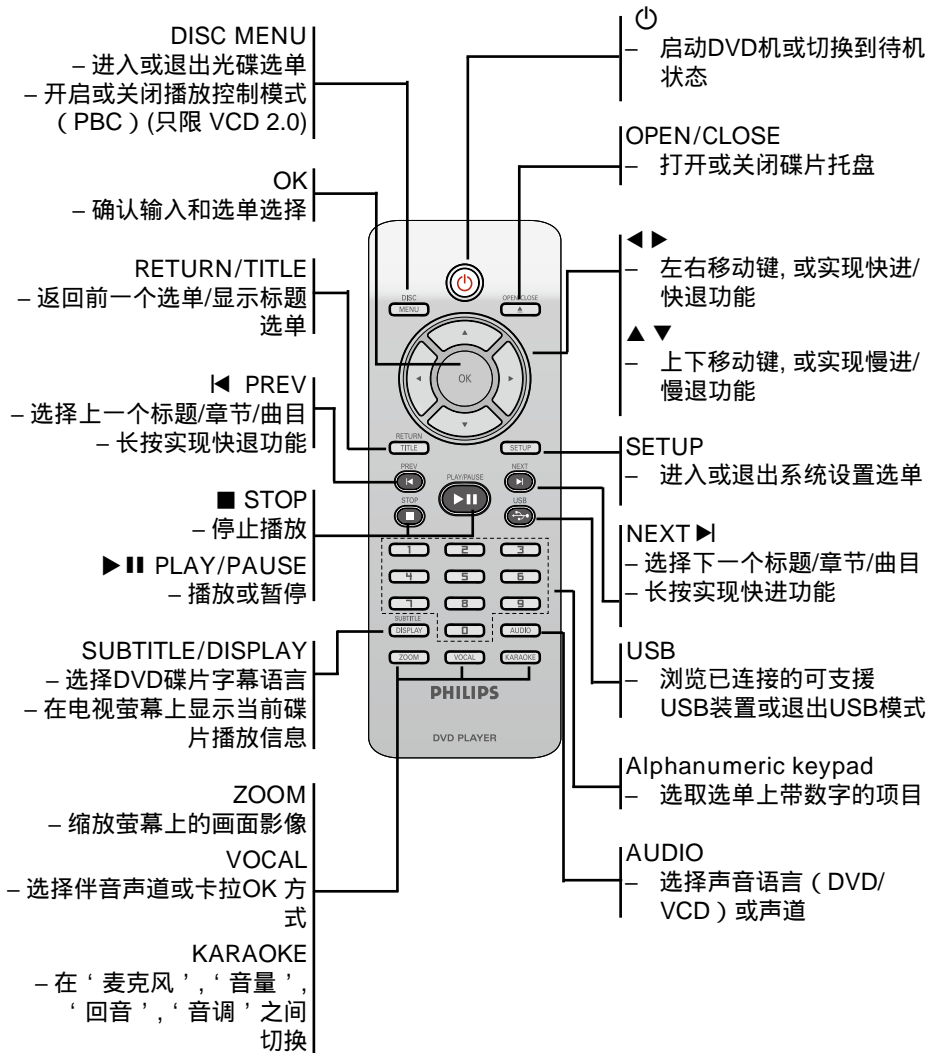 DISC MENU
– 进入或退出光碟选单
– 开启或关闭播放控制模式
（PBC）(只限 VCD 2.0)
OK
– 确认输入和选单选择
RETURN/TITLE
– 返回前一个选单/显示标题
选单
PREV
– 选择上一个标题/章节/曲目
– 长按实现快退功能
■ STOP
– 停止播放
PLAY/PAUSE
– 播放或暂停
SUBTITLE/DISPLAY
– 选择DVD碟片字幕语言
– 在电视萤幕上显示当前碟
片播放信息
ZOOM
– 缩放萤幕上的画面影像
VOCAL
– 选择伴音声道或卡拉OK 方
式
KARAOKE
– 在‘麦克风’,‘音量’,
‘回音’,‘音调’之间
切换
DISC
MENU
OPEN/CLOSE
OK
RETURN
TITLE
SETUP
PREV
PLAY/PAUSE
NEXT
STOP
USB
1 2 3
4 5 6
7 8 9
SUBTITLE
DISPLAY
0
AUDIO
ZOOM
VOCAL
KARAOKE
PHILIPS
DVD PLAYER
– 启动DVD机或切换到待机
状态
OPEN/CLOSE
– 打开或关闭碟片托盘
◀ ▶
– 左右移动键, 或实现快进/
快退功能
▲ ▼
– 上下移动键, 或实现慢进/
慢退功能
SETUP
– 进入或退出系统设置选单
NEXT
– 选择下一个标题/章节/曲目
– 长按实现快进功能
USB
– 浏览已连接的可支援
USB装置或退出USB模式
Alphanumeric keypad
– 选取选单上带数字的项目
AUDIO
– 选择声音语言（DVD/
VCD）或声道